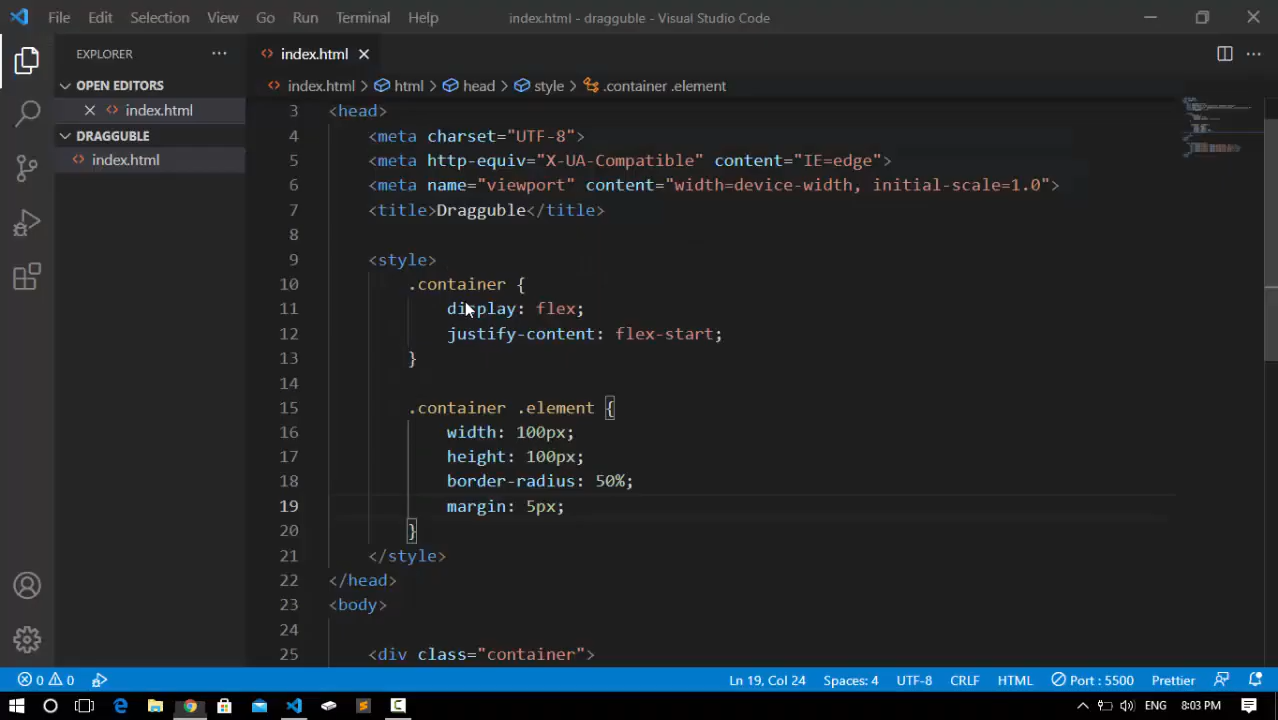 File Edit Selection View Go Run Terminal Help
index.html - dragguble - Visual Studio Code
EXPLORER
index.html
OPEN EDITORS
index.html > html > head > style > .container .element
index.html
DRAGGUBLE
index.html
3 <head>
4 <meta charset="UTF-8">
5 <meta http-equiv="X-UA-Compatible" content="IE=edge">
6 <meta name="viewport" content="width=device-width, initial-scale=1.0">
7 <title>Dragguble</title>
8
9 <style>
10 .container {
11 display: flex;
12 justify-content: flex-start;
13 }
14
15 .container .element {
16 width: 100px;
17 height: 100px;
18 border-radius: 50%;
19 margin: 5px;
20 }
21 </style>
22 </head>
23 <body>
24
25 <div class="container">
0 0 Ln 19, Col 24 Spaces: 4 UTF-8 CRLF HTML Port : 5500 Prettier
ENG 8:03 PM